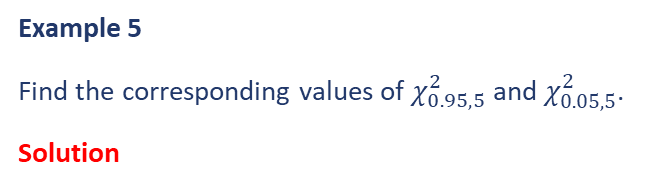 Example 5
Find the corresponding values of χ²₀.₉₅,₅ and χ²₀.₀₅,₅.
Solution